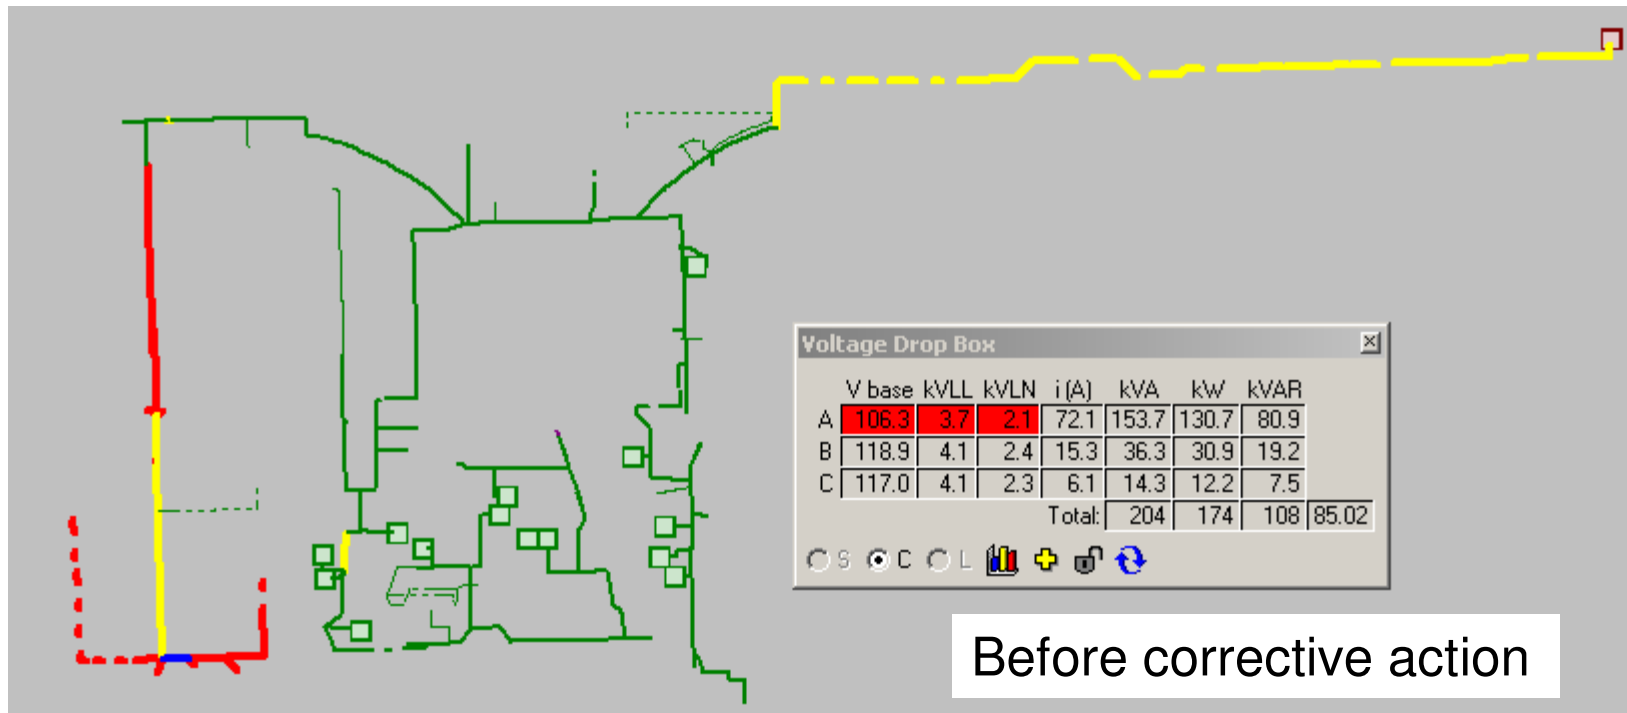 Voltage Drop Box
V base kVLL kVLN i (A) kVA kW kVAR
A 106.3 3.7 2.1 72.1 153.7 130.7 80.9
B 118.9 4.1 2.4 15.3 36.3 30.9 19.2
C 117.0 4.1 2.3 6.1 14.3 12.2 7.5
Total: 204 174 108 85.02
S C L
Before corrective action